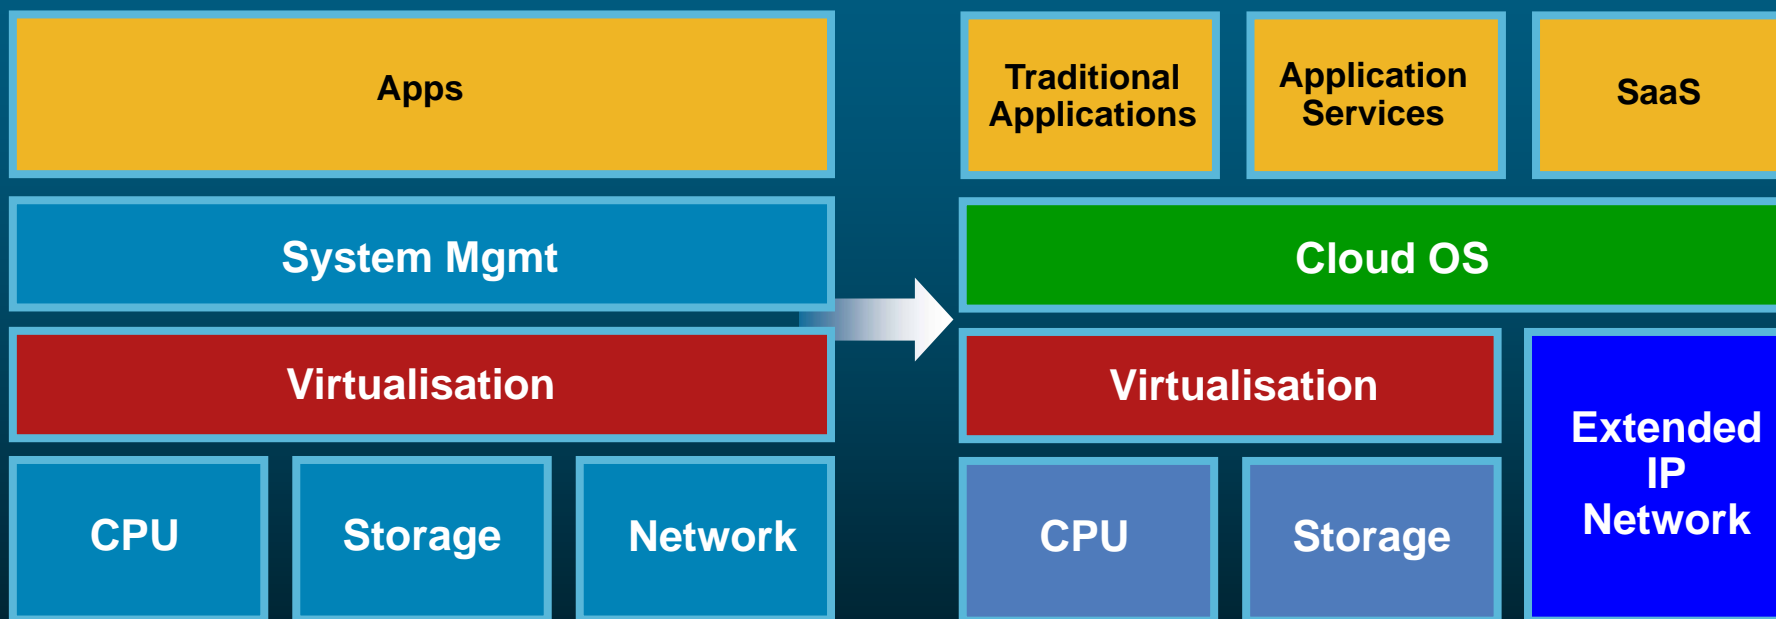 Apps
System Mgmt
Virtualisation
CPU
Storage
Network
Traditional
Applications
Application
Services
SaaS
Cloud OS
Virtualisation
Extended
IP
Network
CPU
Storage